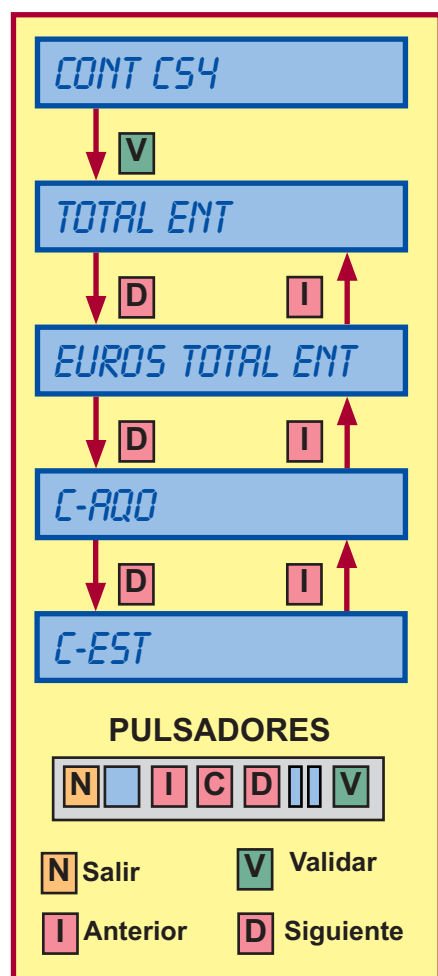 CONT CS4
V
TOTAL ENT
D I
EUROS TOTAL ENT
D I
C-AQO
D I
C-EST
PULSADORES
N I C D V
N Salir V Validar
I Anterior D Siguiente